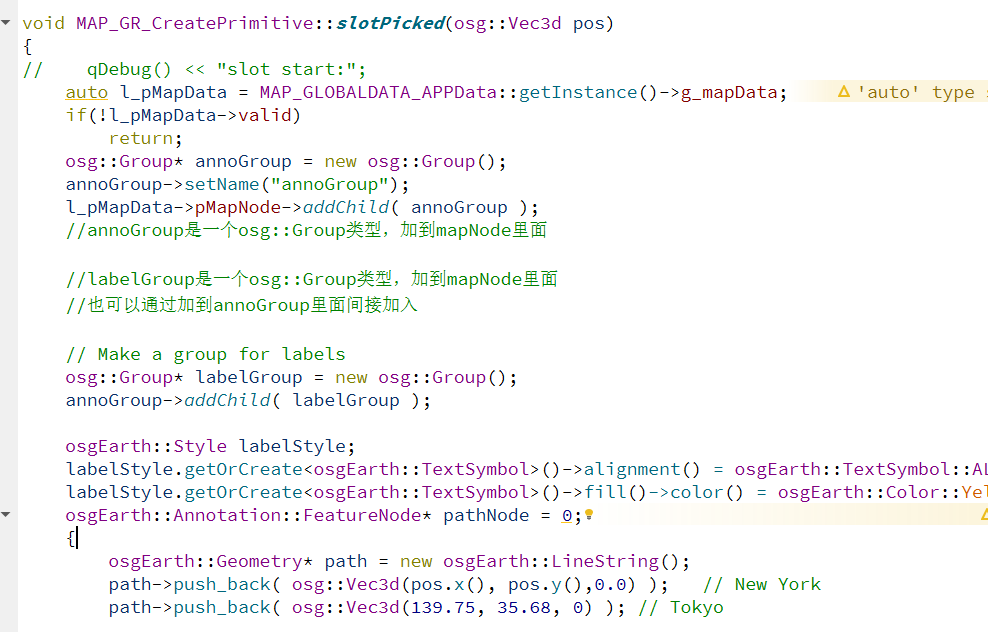 void MAP_GR_CreatePrimitive::slotPicked(osg::Vec3d pos)
{
//    qDebug() << "slot start:";
    auto l_pMapData = MAP_GLOBALDATA_APPData::getInstance()->g_mapData;    'auto' type
    if(!l_pMapData->valid)
        return;
    osg::Group* annoGroup = new osg::Group();
    annoGroup->setName("annoGroup");
    l_pMapData->pMapNode->addChild( annoGroup );
    //annoGroup是一个osg::Group类型，加到mapNode里面
    //labelGroup是一个osg::Group类型，加到mapNode里面
    //也可以通过加到annoGroup里面间接加入
    // Make a group for labels
    osg::Group* labelGroup = new osg::Group();
    annoGroup->addChild( labelGroup );
    osgEarth::Style labelStyle;
    labelStyle.getOrCreate<osgEarth::TextSymbol>()->alignment() = osgEarth::TextSymbol::AL
    labelStyle.getOrCreate<osgEarth::TextSymbol>()->fill()->color() = osgEarth::Color::Yel
    osgEarth::Annotation::FeatureNode* pathNode = 0;
    {
        osgEarth::Geometry* path = new osgEarth::LineString();
        path->push_back( osg::Vec3d(pos.x(), pos.y(),0.0) );   // New York
        path->push_back( osg::Vec3d(139.75, 35.68, 0) ); // Tokyo